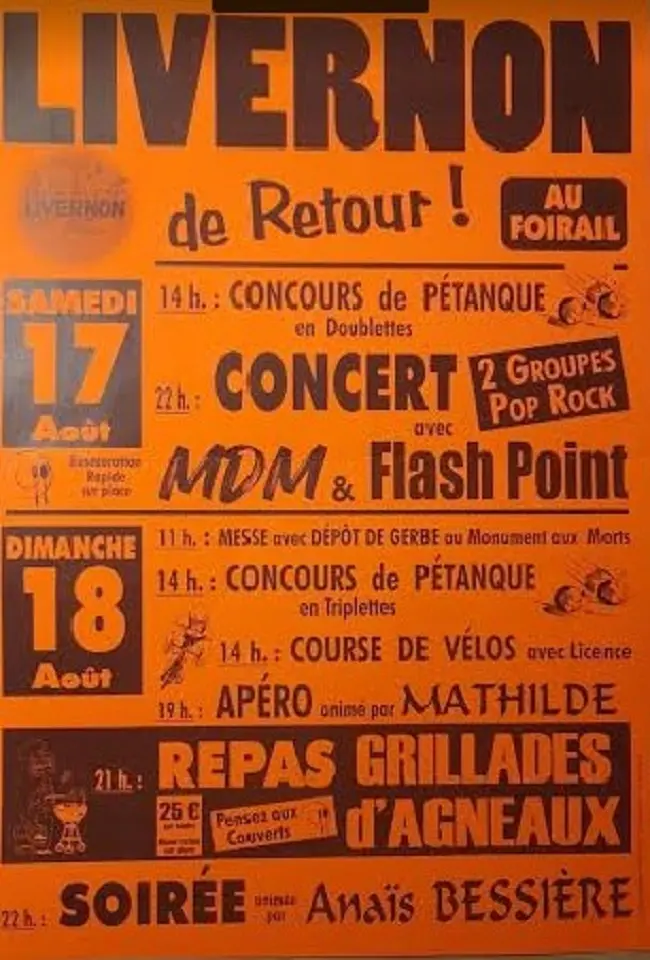 LIVERNON
LIVERNON
de Retour !
AU
FOIRAIL
SAMEDI
17
Août
Restauration
Rapide
sur place
14 h. : CONCOURS de PÉTANQUE
en Doublettes
22 h. : CONCERT
2 GROUPES
POP ROCK
avec
MDM & Flash Point
DIMANCHE
18
Août
11 h. : MESSE avec DÉPÔT DE GERBE au Monument aux Morts
14 h. : CONCOURS de PÉTANQUE
en Triplettes
14 h. : COURSE DE VÉLOS avec Licence
19 h. : APÉRO animé par MATHILDE
21 h. : REPAS GRILLADES
d'AGNEAUX
25 €
Pensez aux
Couverts
22 h. : SOIRÉE animée
par Anaïs BESSIÈRE